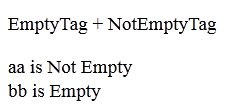 EmptyTag + NotEmptyTag
aa is Not Empty
bb is Empty